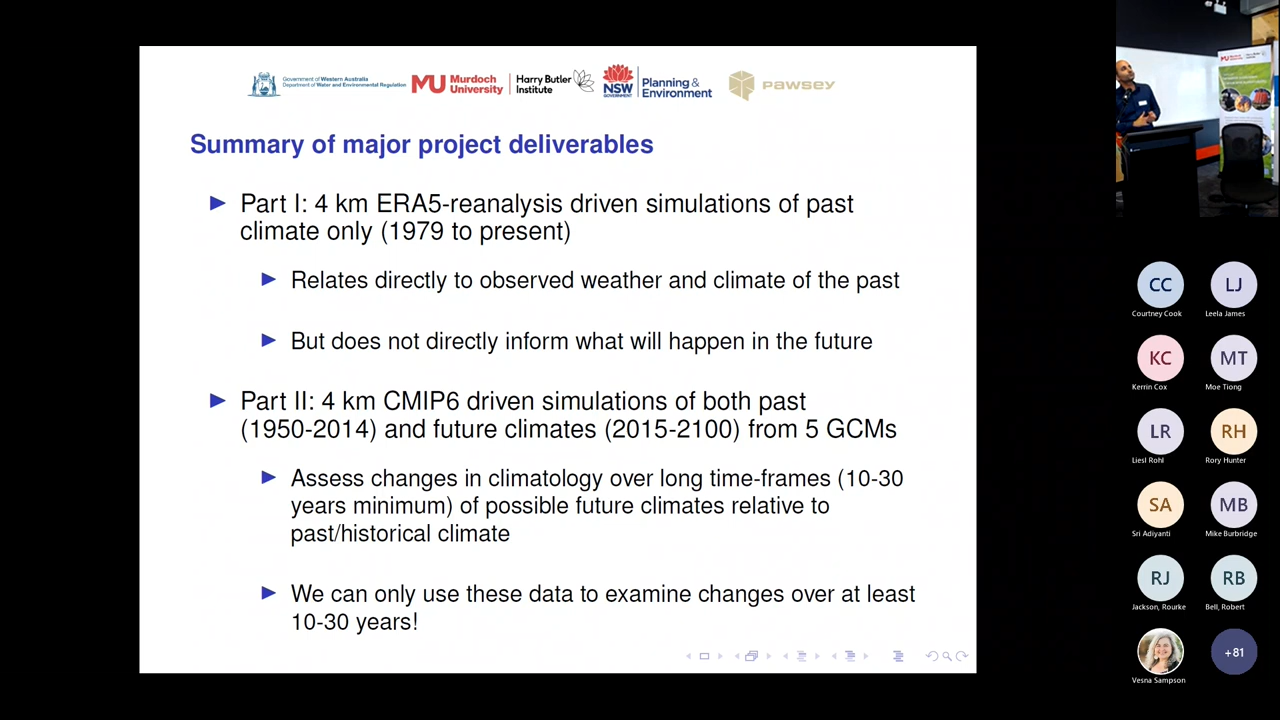 Government of Western Australia
Department of Water and Environmental Regulation
MU Murdoch University
Harry Butler Institute
NSW GOVERNMENT
Planning & Environment
PAWSEY
Summary of major project deliverables
Part I: 4 km ERA5-reanalysis driven simulations of past
climate only (1979 to present)
Relates directly to observed weather and climate of the past
But does not directly inform what will happen in the future
Part II: 4 km CMIP6 driven simulations of both past
(1950-2014) and future climates (2015-2100) from 5 GCMs
Assess changes in climatology over long time-frames (10-30
years minimum) of possible future climates relative to
past/historical climate
We can only use these data to examine changes over at least
10-30 years!
CC LJ
Courtney Cook Leela James
KC MT
Kerrin Cox Moe Tiong
LR RH
Liesl Rohl Rory Hunter
SA MB
Sri Adiyanti Mike Burbridge
RJ RB
Jackson, Rourke Bell, Robert
+81
Vesna Sampson